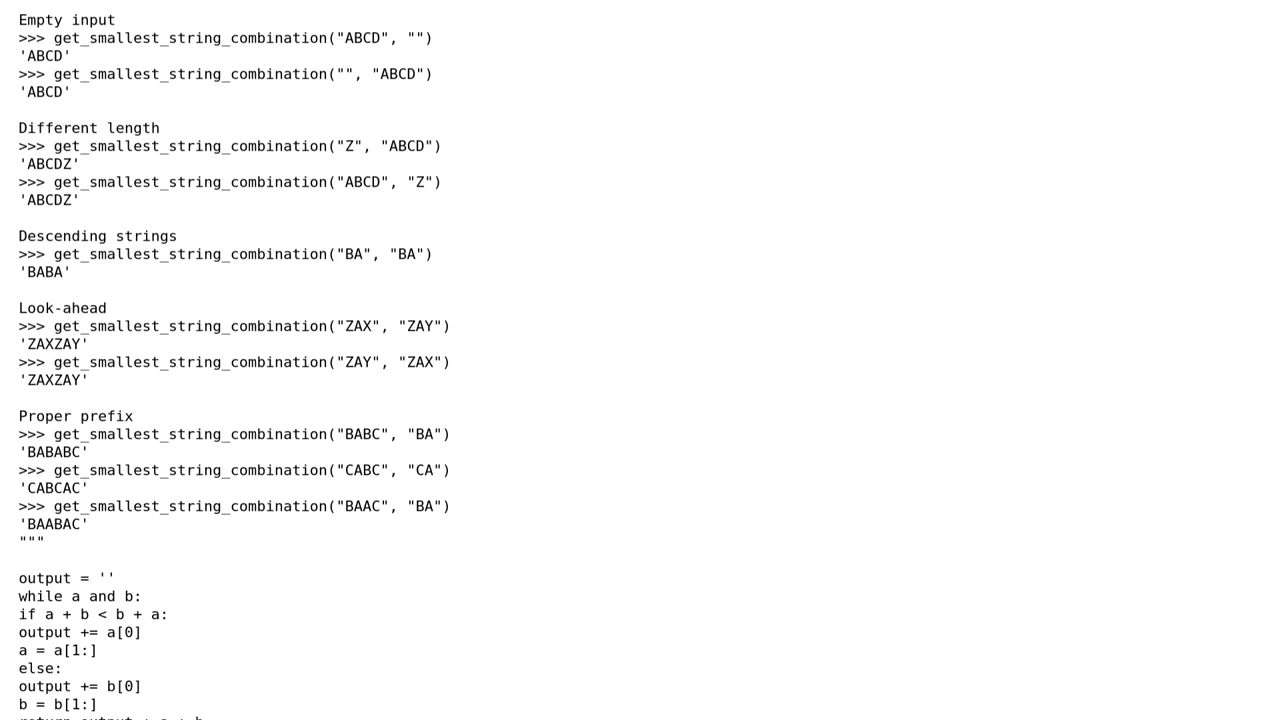 Empty input
>>> get_smallest_string_combination("ABCD", "")
'ABCD'
>>> get_smallest_string_combination("", "ABCD")
'ABCD'
Different length
>>> get_smallest_string_combination("Z", "ABCD")
'ABCDZ'
>>> get_smallest_string_combination("ABCD", "Z")
'ABCDZ'
Descending strings
>>> get_smallest_string_combination("BA", "BA")
'BABA'
Look-ahead
>>> get_smallest_string_combination("ZAX", "ZAY")
'ZAXZAY'
>>> get_smallest_string_combination("ZAY", "ZAX")
'ZAXZAY'
Proper prefix
>>> get_smallest_string_combination("BABC", "BA")
'BABABC'
>>> get_smallest_string_combination("CABC", "CA")
'CABCAC'
>>> get_smallest_string_combination("BAAC", "BA")
'BAABAC'
"""
output = ''
while a and b:
if a + b < b + a:
output += a[0]
a = a[1:]
else:
output += b[0]
b = b[1:]